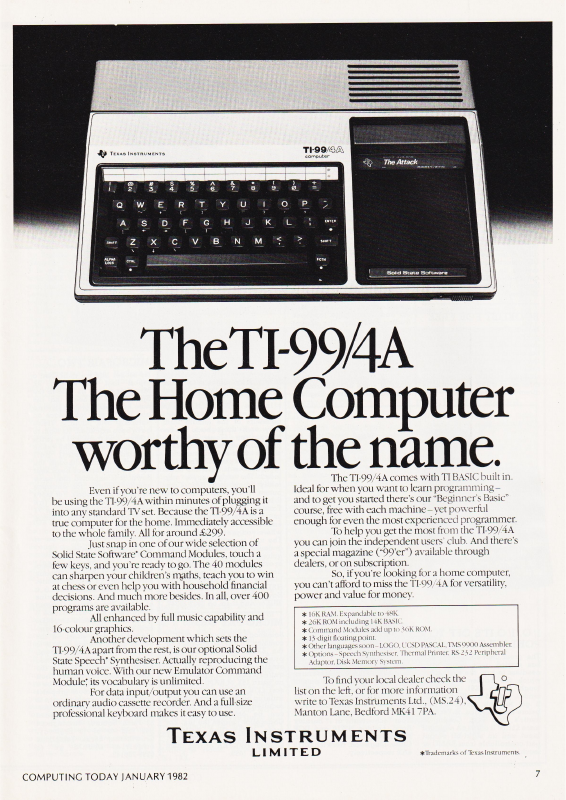 TEXAS INSTRUMENTS
TI-99/4A
computer
The Attack
Q W E R T Y U I O P
A S D F G H J K L
ENTER
SHIFT Z X C V B N M SHIFT
ALPHA LOCK CTRL FCTN
Solid State Software
The TI-99/4A
The Home Computer
worthy of the name.
Even if you're new to computers, you'll
be using the TI-99/4A within minutes of plugging it
into any standard TV set. Because the TI-99/4A is a
true computer for the home. Immediately accessible
to the whole family. All for around £299.
Just snap in one of our wide selection of
Solid State Software* Command Modules, touch a
few keys, and you're ready to go. The 40 modules
can sharpen your children's maths, teach you to win
at chess or even help you with household financial
decisions. And much more besides. In all, over 400
programs are available.
All enhanced by full music capability and
16-colour graphics.
Another development which sets the
TI-99/4A apart from the rest, is our optional Solid
State Speech* Synthesiser. Actually reproducing the
human voice. With our new Emulator Command
Module*, its vocabulary is unlimited.
For data input/output you can use an
ordinary audio cassette recorder. And a full-size
professional keyboard makes it easy to use.
The TI-99/4A comes with TI BASIC built in.
Ideal for when you want to learn programming –
and to get you started there's our "Beginner's Basic"
course, free with each machine – yet powerful
enough for even the most experienced programmer.
To help you get the most from the TI-99/4A
you can join the independent users' club. And there's
a special magazine ("99'er") available through
dealers, or on subscription.
So, if you're looking for a home computer,
you can't afford to miss the TI-99/4A for versatility,
power and value for money.
* 16K RAM. Expandable to 48K.
* 26K ROM including 14K BASIC.
* Command Modules add up to 36K ROM.
* 13-digit floating point.
* Other languages soon – LOGO, UCSD PASCAL, TMS 9900 Assembler.
* Options – Speech Synthesiser, Thermal Printer, RS 232 Peripheral
Adaptor, Disk Memory System.
To find your local dealer check the
list on the left, or for more information
write to Texas Instruments Ltd., (MS.24),
Manton Lane, Bedford MK41 7PA.
TEXAS INSTRUMENTS
LIMITED
*Trademarks of Texas Instruments.
COMPUTING TODAY JANUARY 1982
7